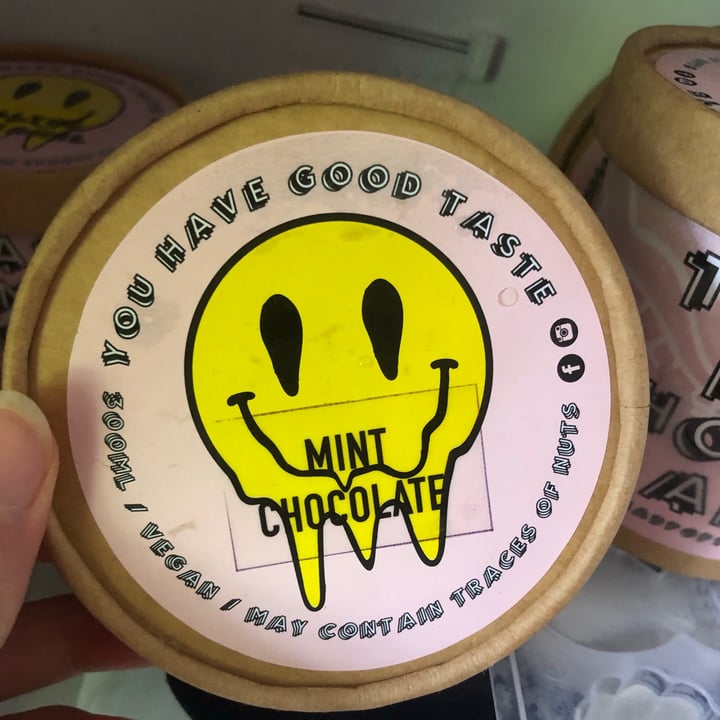 YOU HAVE GOOD TASTE
MINT
CHOCOLATE
300ML / VEGAN / MAY CONTAIN TRACES OF NUTS